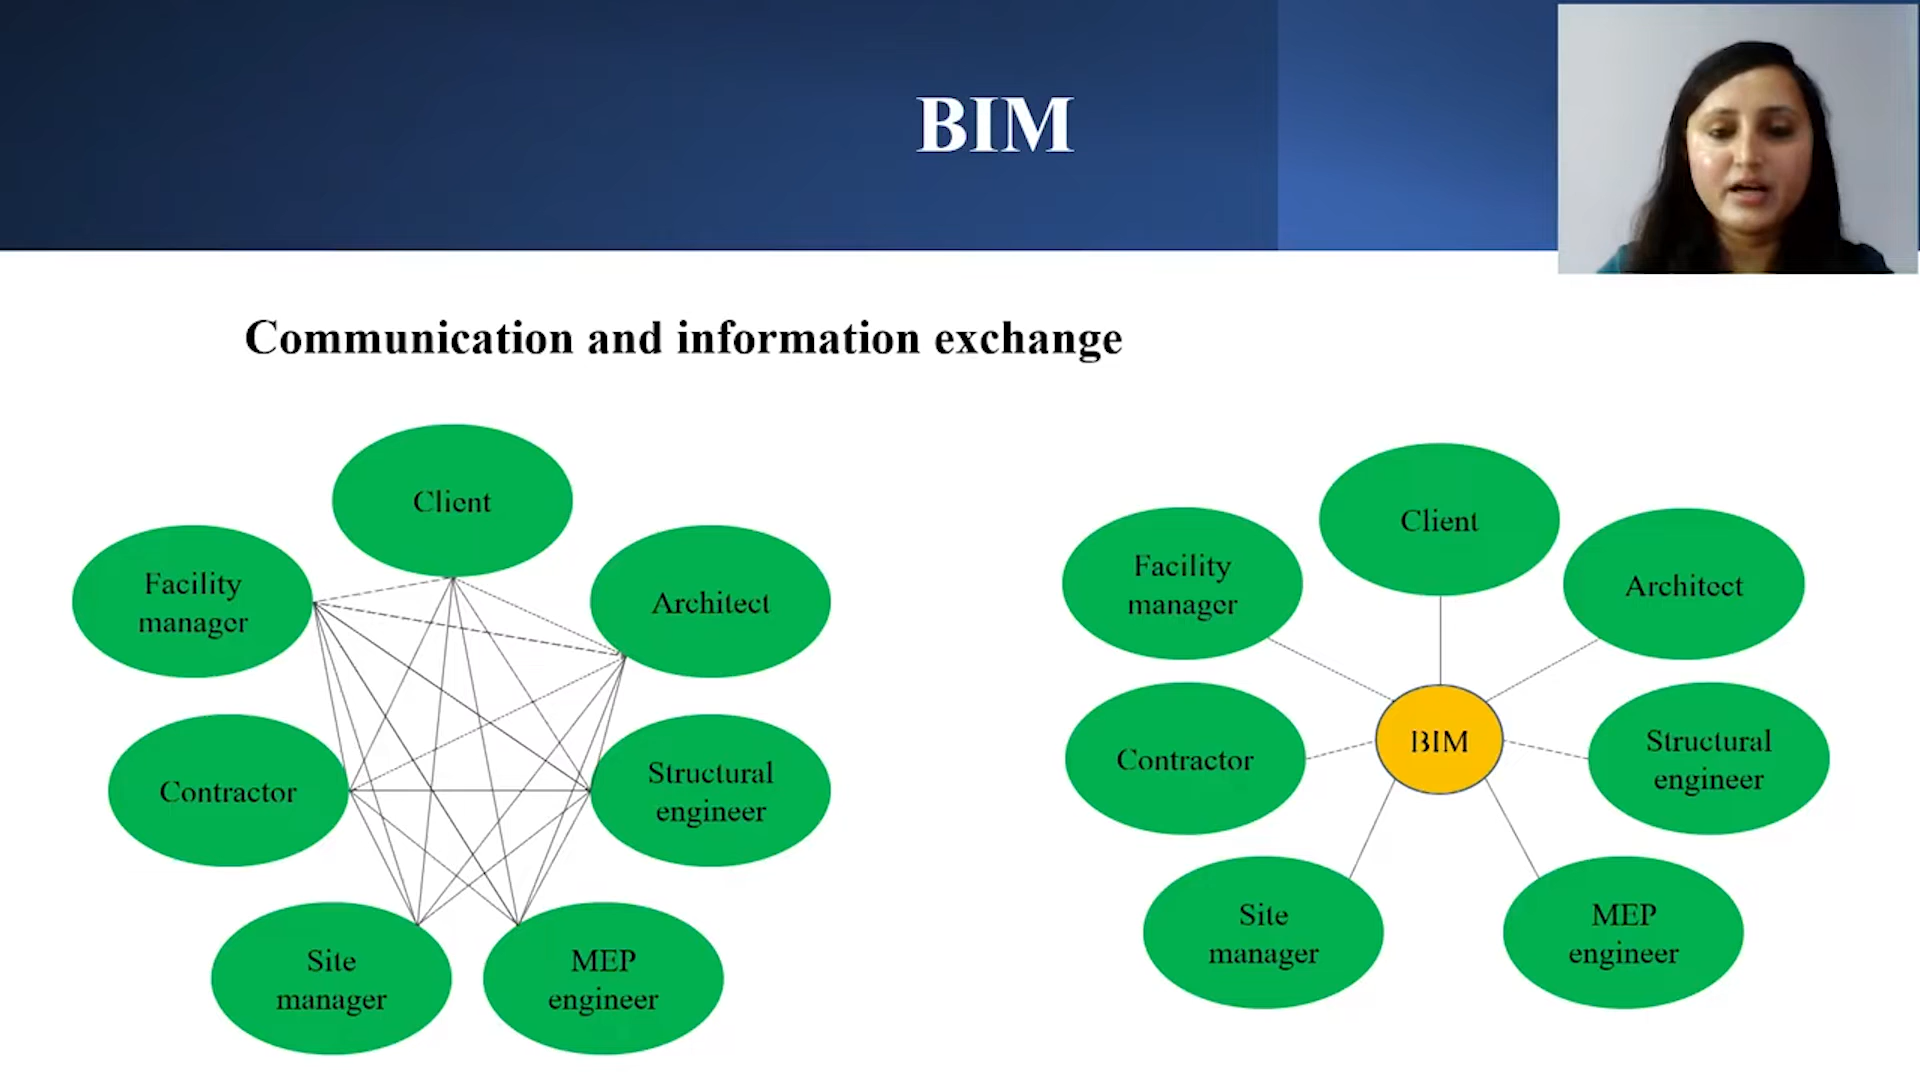 BIM
Communication and information exchange
Client
Facility
manager
Architect
Contractor
Structural
engineer
Site
manager
MEP
engineer
Client
Facility
manager
Architect
Contractor
BIM
Structural
engineer
Site
manager
MEP
engineer